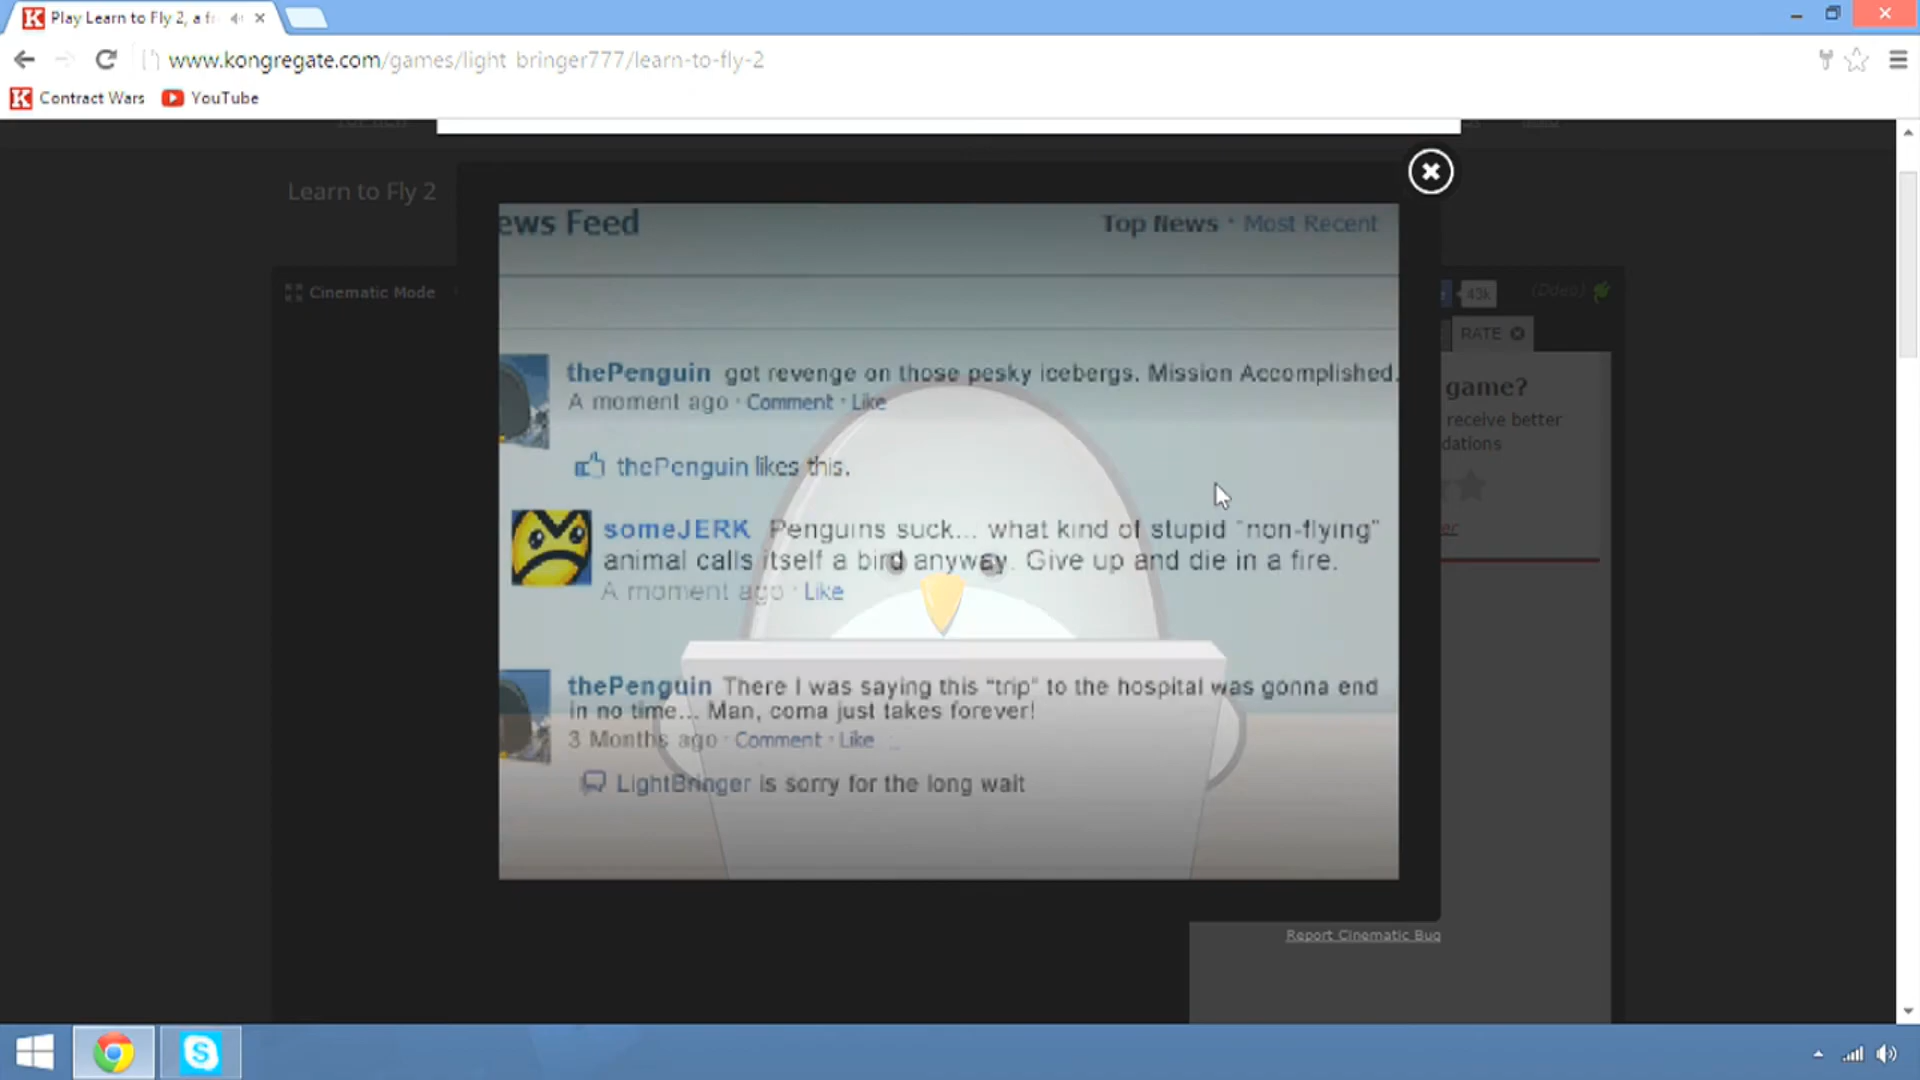 Play Learn to Fly 2, a fr
www.kongregate.com/games/light_bringer777/learn-to-fly-2
Contract Wars
YouTube
Learn to Fly 2
ews Feed
Top News · Most Recent
Cinematic Mode
43k
(Ddeo)
RATE
thePenguin got revenge on those pesky icebergs. Mission Accomplished.
A moment ago · Comment · Like
game?
receive better
dations
thePenguin likes this.
someJERK Penguins suck... what kind of stupid "non-flying"
animal calls itself a bird anyway. Give up and die in a fire.
A moment ago · Like
thePenguin There I was saying this "trip" to the hospital was gonna end
in no time... Man, coma just takes forever!
3 Months ago · Comment · Like
LightBringer is sorry for the long wait
Report Cinematic Bug